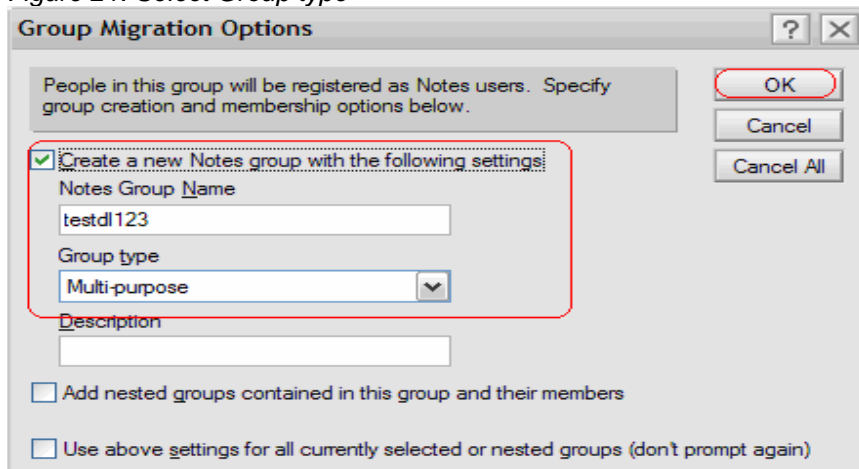 Group Migration Options
People in this group will be registered as Notes users. Specify
group creation and membership options below.
OK
Cancel
Cancel All
Create a new Notes group with the following settings
Notes Group Name
testdl123
Group type
Multi-purpose
Description
Add nested groups contained in this group and their members
Use above settings for all currently selected or nested groups (don't prompt again)